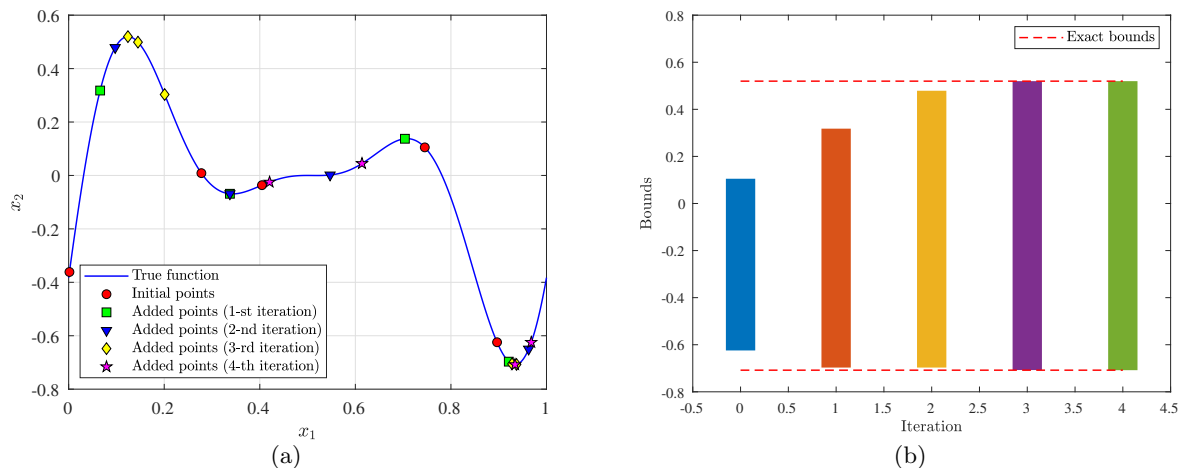 0.6
0.4
0.2
0
-0.2
-0.4
-0.6
-0.8
x2
True function
Initial points
Added points (1-st iteration)
Added points (2-nd iteration)
Added points (3-rd iteration)
Added points (4-th iteration)
0 0.2 0.4 0.6 0.8 1
x1
(a)
0.8
0.6
0.4
0.2
0
-0.2
-0.4
-0.6
-0.8
Bounds
Exact bounds
-0.5 0 0.5 1 1.5 2 2.5 3 3.5 4 4.5
Iteration
(b)